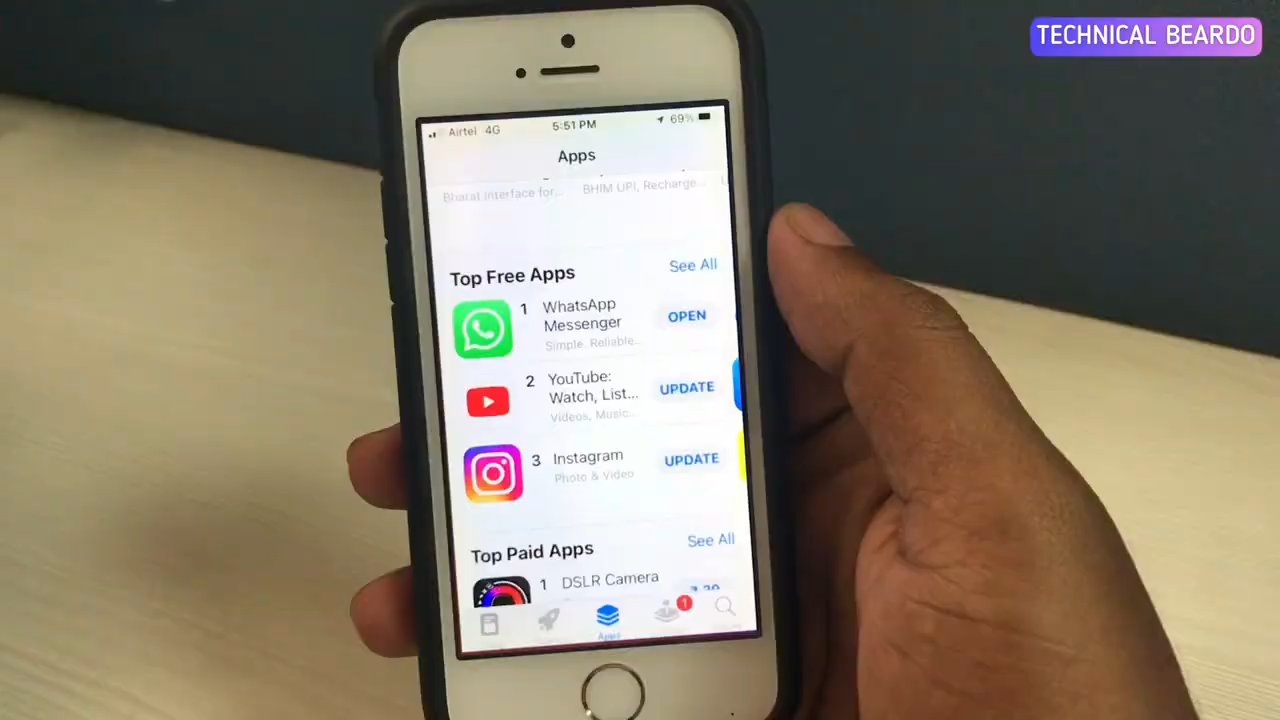 TECHNICAL BEARDO
Airtel 4G 5:51 PM 69%
Apps
Bharat Interface for... BHIM UPI, Recharge...
Top Free Apps See All
1 WhatsApp Messenger
Simple. Reliable...
OPEN
2 YouTube: Watch, List...
Videos, Music...
UPDATE
3 Instagram
Photo & Video
UPDATE
Top Paid Apps See All
1 DSLR Camera
1
Apps